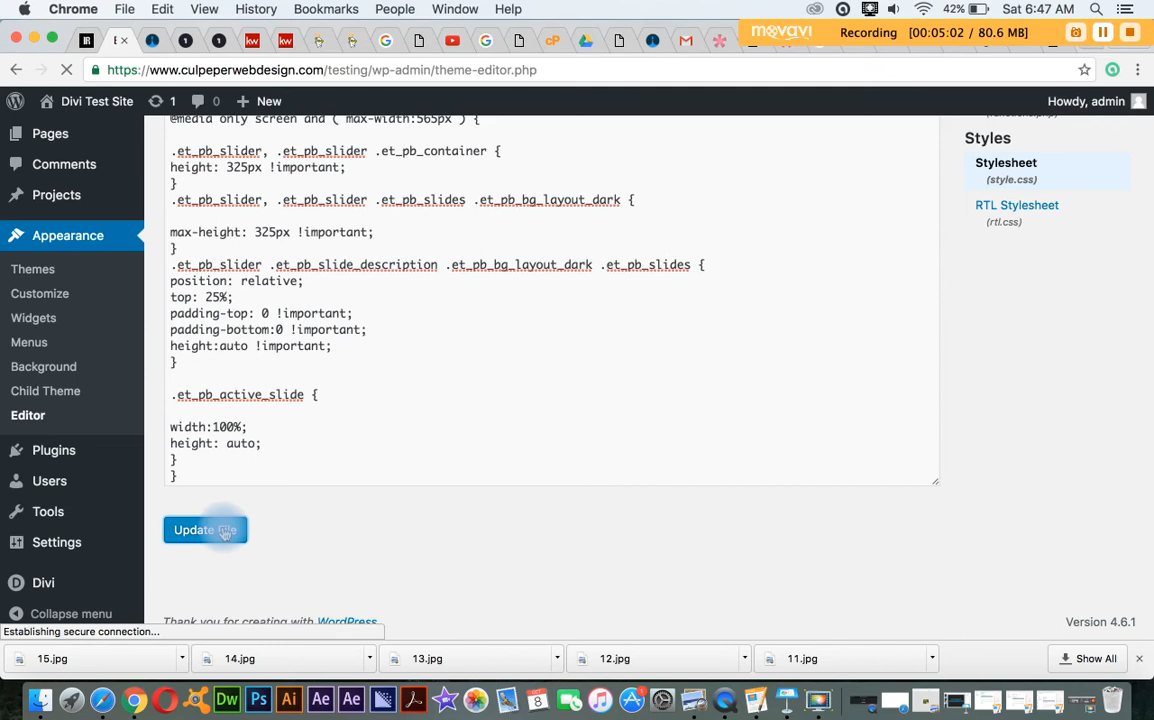 Chrome File Edit View History Bookmarks People Window Help 42% Sat 6:47 AM
movavi Recording (00:05:02 / 80.6 MB)
https://www.culpeperwebdesign.com/testing/wp-admin/theme-editor.php
Divi Test Site 1 0 + New Howdy, admin
Pages
Comments
Projects
Appearance
Themes
Customize
Widgets
Menus
Background
Child Theme
Editor
Plugins
Users
Tools
Settings
Divi
Collapse menu
@media only screen and ( max-width:565px ) {
.et_pb_slider, .et_pb_slider .et_pb_container {
height: 325px !important;
}
.et_pb_slider, .et_pb_slider .et_pb_slides .et_pb_bg_layout_dark {
max-height: 325px !important;
}
.et_pb_slider .et_pb_slide_description .et_pb_bg_layout_dark .et_pb_slides {
position: relative;
top: 25%;
padding-top: 0 !important;
padding-bottom:0 !important;
height:auto !important;
}
.et_pb_active_slide {
width:100%;
height: auto;
}
}
Update File
(functions.php)
Styles
Stylesheet
(style.css)
RTL Stylesheet
(rtl.css)
Thank you for creating with WordPress
Version 4.6.1
Establishing secure connection...
15.jpg 14.jpg 13.jpg 12.jpg 11.jpg Show All